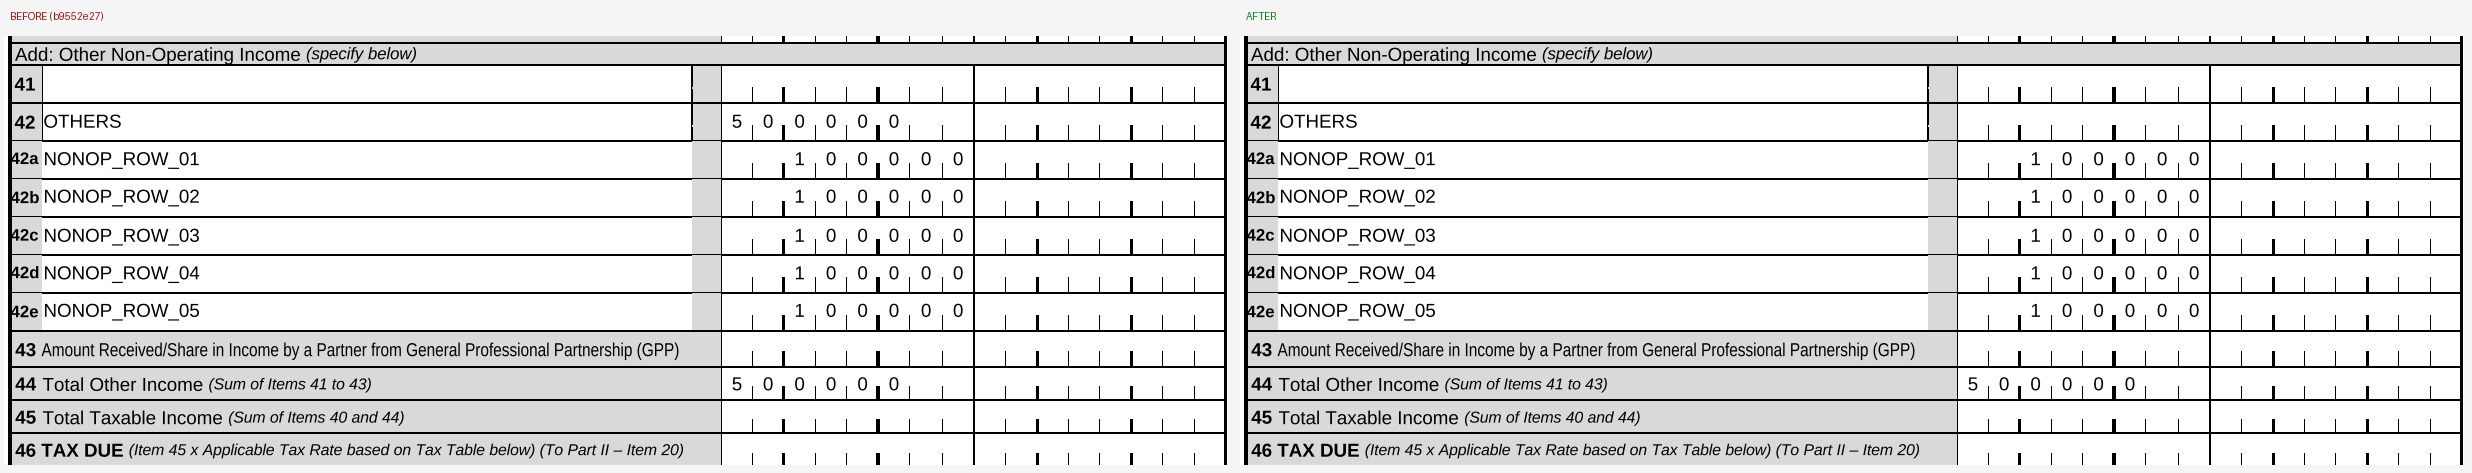 BEFORE (b9552e27)
Add: Other Non-Operating Income (specify below)
41
42 OTHERS 5 0 0 0 0 0
42a NONOP_ROW_01 1 0 0 0 0 0
42b NONOP_ROW_02 1 0 0 0 0 0
42c NONOP_ROW_03 1 0 0 0 0 0
42d NONOP_ROW_04 1 0 0 0 0 0
42e NONOP_ROW_05 1 0 0 0 0 0
43 Amount Received/Share in Income by a Partner from General Professional Partnership (GPP)
44 Total Other Income (Sum of Items 41 to 43) 5 0 0 0 0 0
45 Total Taxable Income (Sum of Items 40 and 44)
46 TAX DUE (Item 45 x Applicable Tax Rate based on Tax Table below) (To Part II – Item 20)
AFTER
Add: Other Non-Operating Income (specify below)
41
42 OTHERS
42a NONOP_ROW_01 1 0 0 0 0 0
42b NONOP_ROW_02 1 0 0 0 0 0
42c NONOP_ROW_03 1 0 0 0 0 0
42d NONOP_ROW_04 1 0 0 0 0 0
42e NONOP_ROW_05 1 0 0 0 0 0
43 Amount Received/Share in Income by a Partner from General Professional Partnership (GPP)
44 Total Other Income (Sum of Items 41 to 43) 5 0 0 0 0 0
45 Total Taxable Income (Sum of Items 40 and 44)
46 TAX DUE (Item 45 x Applicable Tax Rate based on Tax Table below) (To Part II – Item 20)